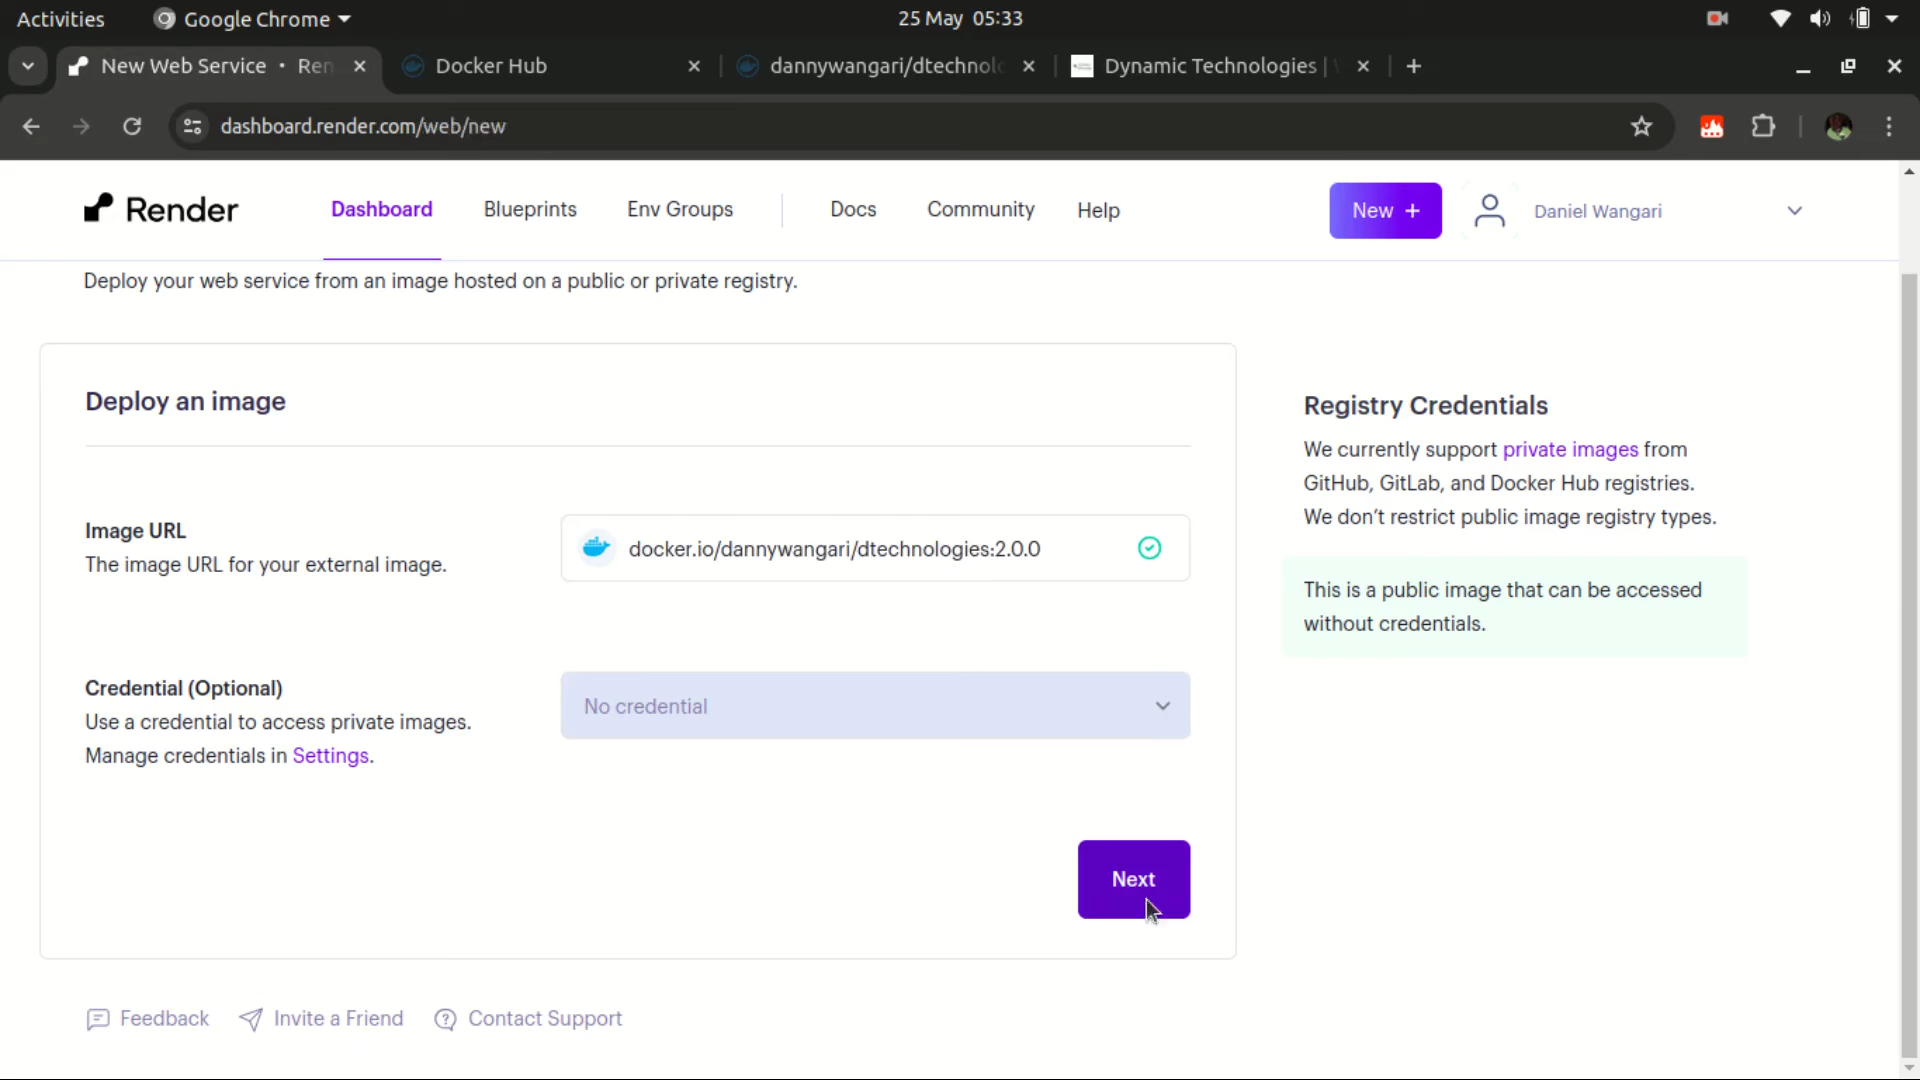 Activities
Google Chrome
25 May 05:33
New Web Service • Ren
Docker Hub
dannywangari/dtechnolo
Dynamic Technologies |
dashboard.render.com/web/new
Render
Dashboard
Blueprints
Env Groups
Docs
Community
Help
New +
Daniel Wangari
Deploy your web service from an image hosted on a public or private registry.
Deploy an image
Image URL
The image URL for your external image.
docker.io/dannywangari/dtechnologies:2.0.0
Credential (Optional)
Use a credential to access private images.
Manage credentials in Settings.
No credential
Next
Registry Credentials
We currently support private images from
GitHub, GitLab, and Docker Hub registries.
We don’t restrict public image registry types.
This is a public image that can be accessed
without credentials.
Feedback
Invite a Friend
Contact Support